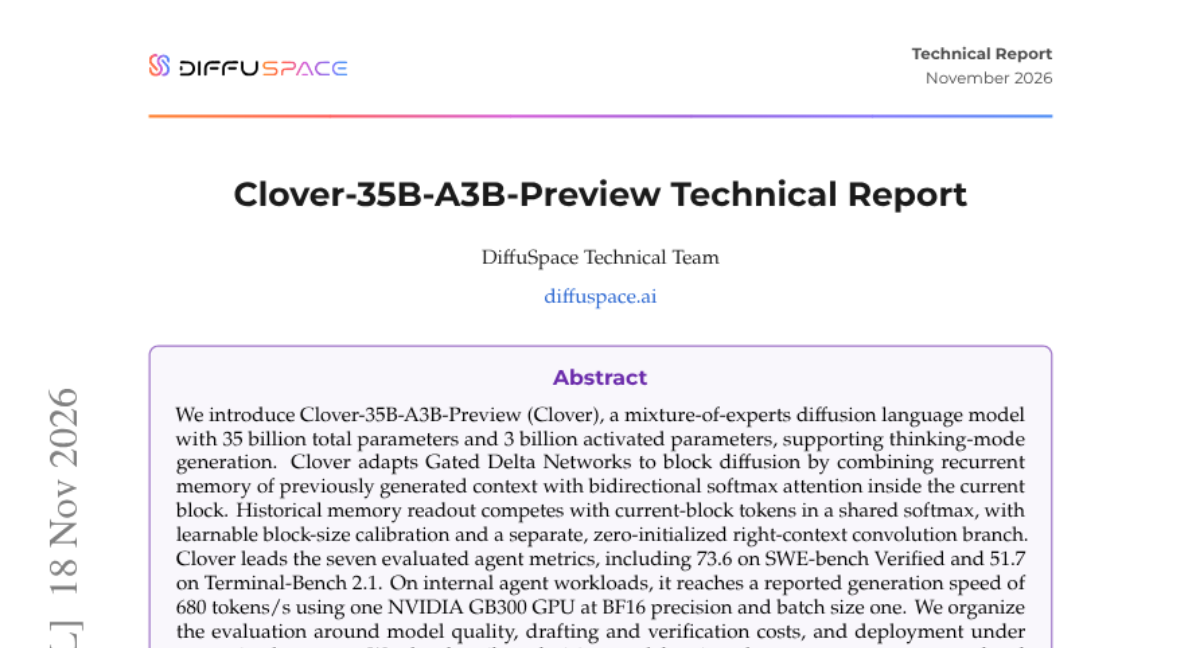 DIFFUSPACE
Technical Report
November 2026
Clover-35B-A3B-Preview Technical Report
DiffuSpace Technical Team
diffuspace.ai
Abstract
We introduce Clover-35B-A3B-Preview (Clover), a mixture-of-experts diffusion language model
with 35 billion total parameters and 3 billion activated parameters, supporting thinking-mode
generation. Clover adapts Gated Delta Networks to block diffusion by combining recurrent
memory of previously generated context with bidirectional softmax attention inside the current
block. Historical memory readout competes with current-block tokens in a shared softmax, with
learnable block-size calibration and a separate, zero-initialized right-context convolution branch.
Clover leads the seven evaluated agent metrics, including 73.6 on SWE-bench Verified and 51.7
on Terminal-Bench 2.1. On internal agent workloads, it reaches a reported generation speed of
680 tokens/s using one NVIDIA GB300 GPU at BF16 precision and batch size one. We organize
the evaluation around model quality, drafting and verification costs, and deployment under
L] 18 Nov 2026